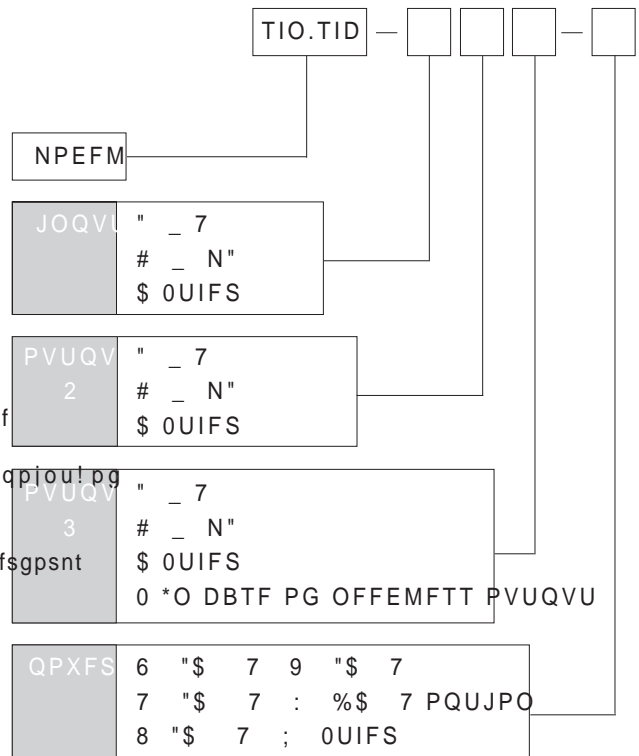 TIO.TID — —
NPEFM
JOQVU
" _ 7
# _ N"
$ 0UIFS
PVUQV
2
" _ 7
# _ N"
$ 0UIFS
f
qpjou!pg
fsgpsnt
PVUQV
3
" _ 7
# _ N"
$ 0UIFS
0 *O DBTF PG OFFEMFTT PVUQVU
QPXFS
6 "$ 7 9 "$ 7
7 "$ 7 : %$ 7 PQUJPO
8 "$ 7 ; 0UIFS